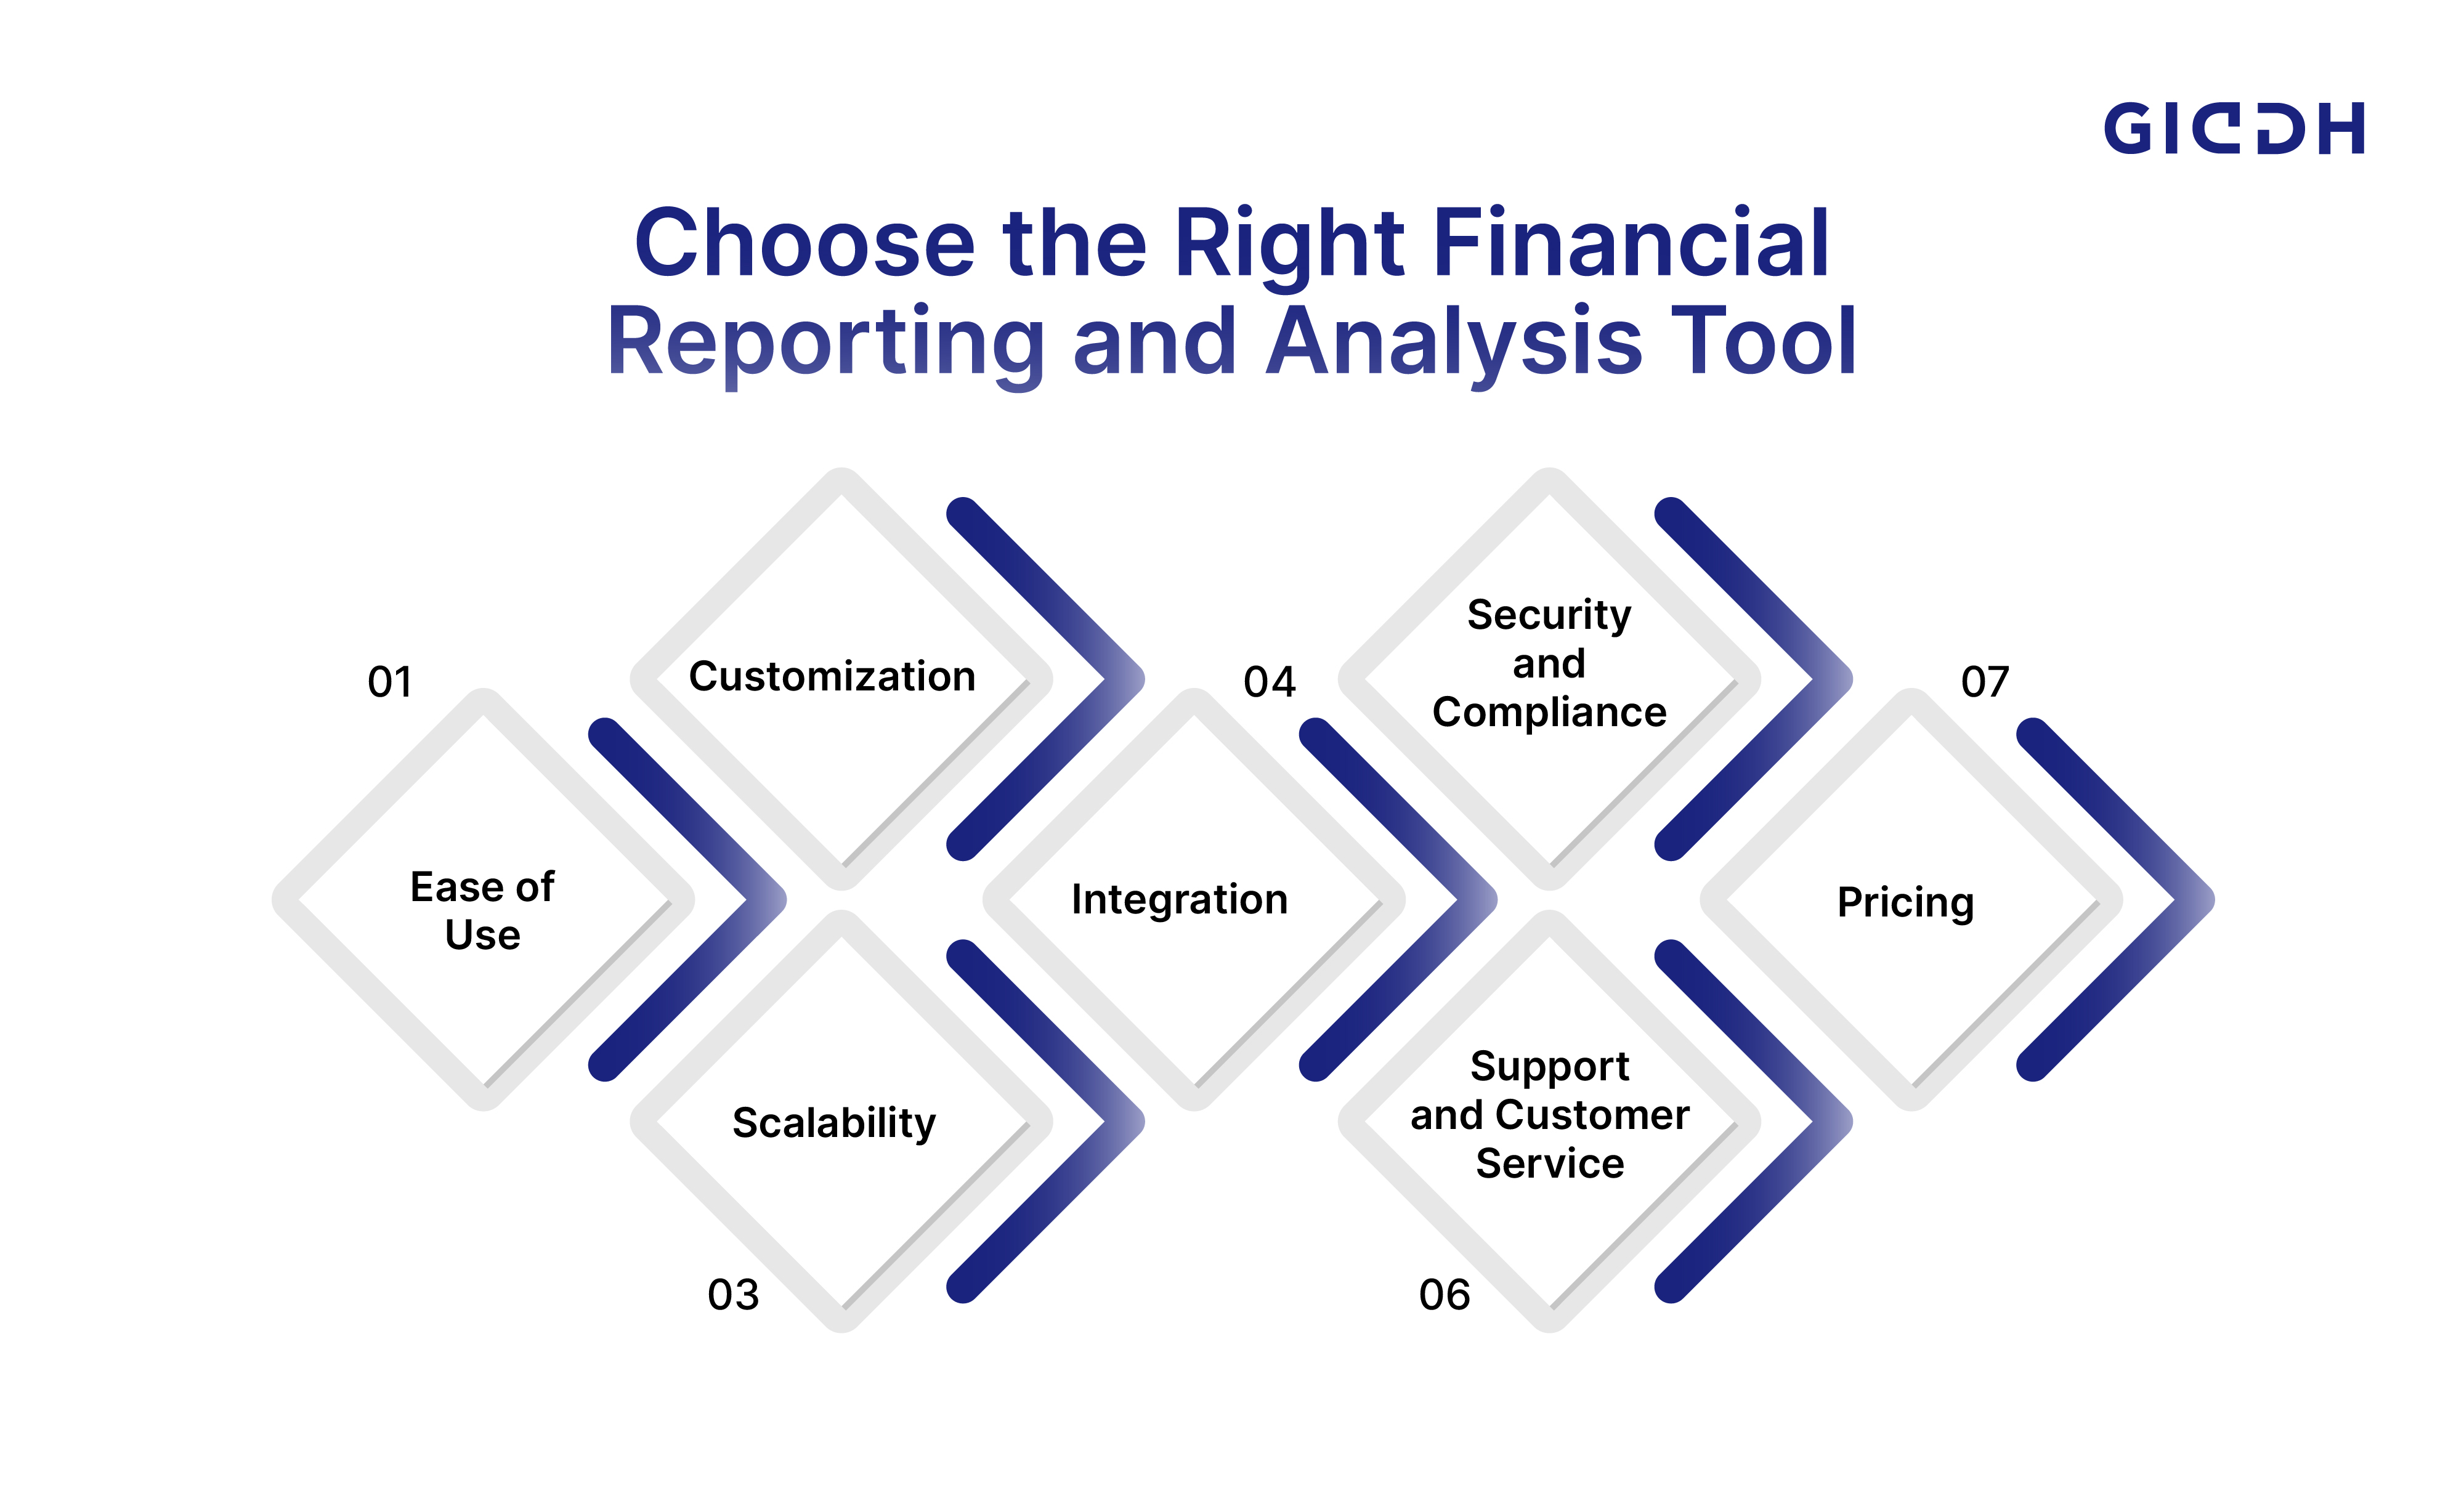 GICDH
Choose the Right Financial
Reporting and Analysis Tool
01
Ease of
Use
Customization
03
Scalability
04
Integration
Security
and
Compliance
06
Support
and Customer
Service
07
Pricing